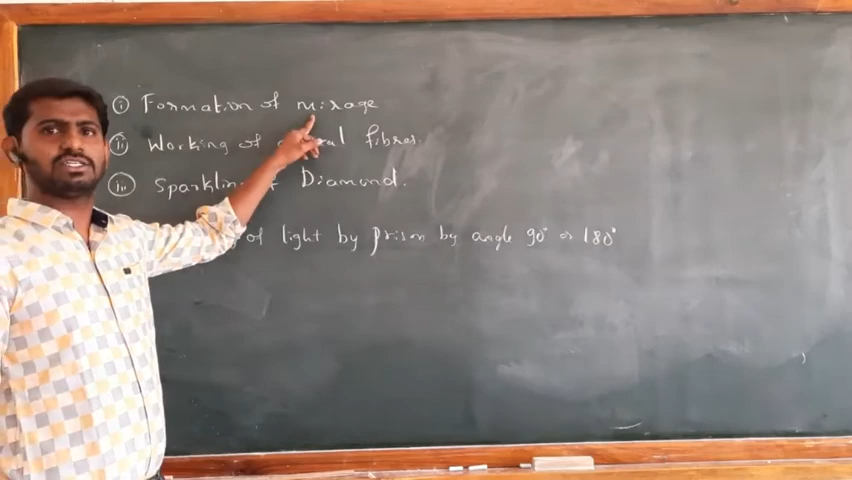 (i) Formation of mirage
(ii) Working of fibres.
(iii) Sparkling Diamond.
of light by prism by angle 90° or 180°